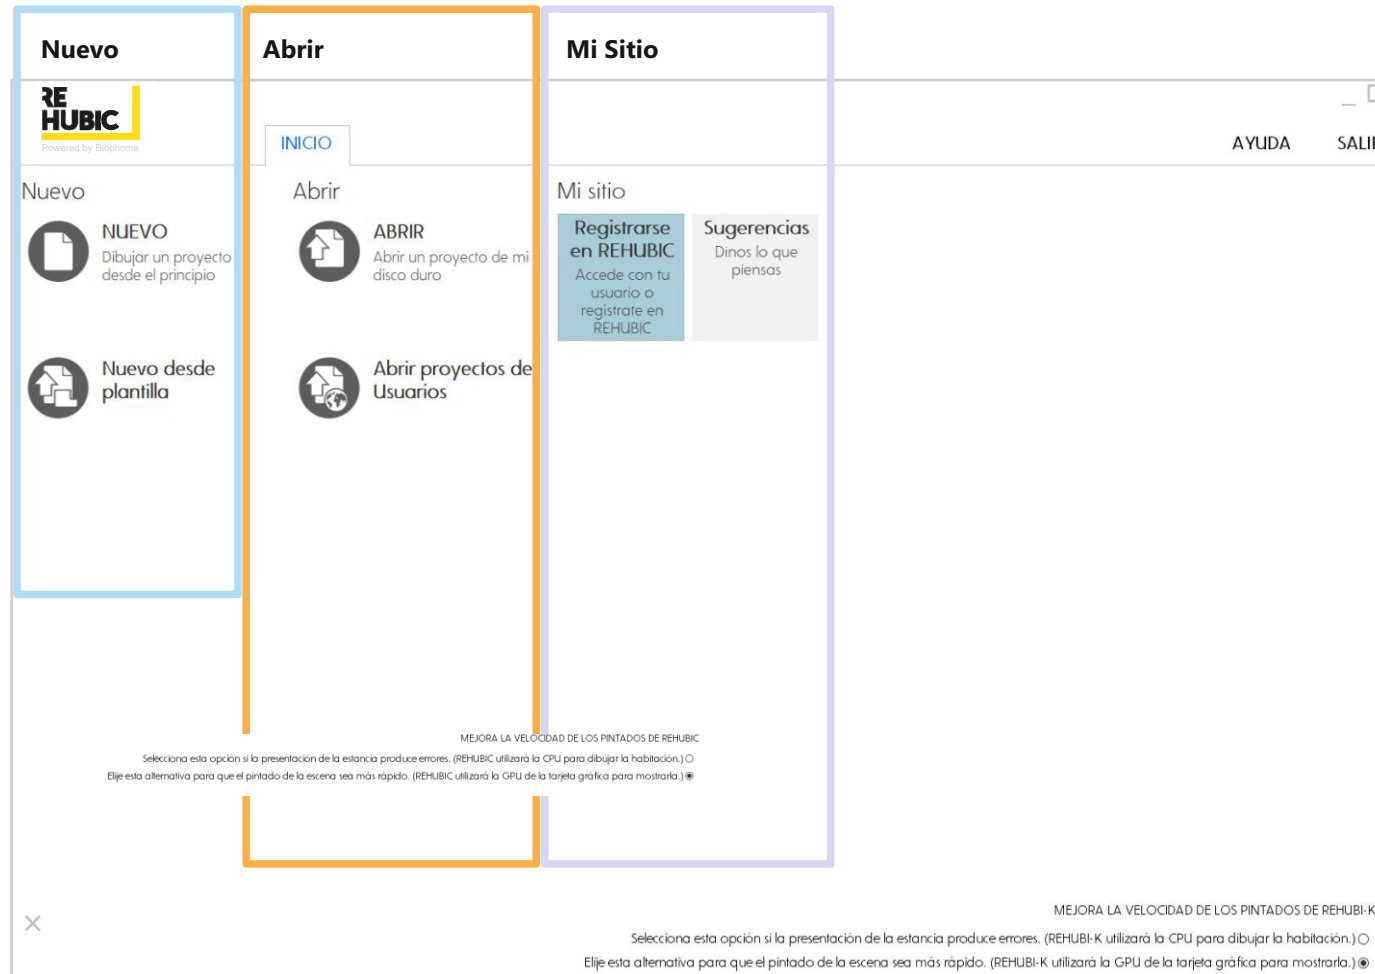 Nuevo
Abrir
Mi Sitio
RE
HUBIC
Powered by Blophome
INICIO
AYUDA
SALIR
Nuevo
NUEVO
Dibujar un proyecto
desde el principio
Nuevo desde
plantilla
Abrir
ABRIR
Abrir un proyecto de mi
disco duro
Abrir proyectos de
Usuarios
Mi sitio
Registrarse
en REHUBIC
Accede con tu
usuario o
registrate en
REHUBIC
Sugerencias
Dinos lo que
piensas
MEJORA LA VELOCIDAD DE LOS PINTADOS DE REHUBIC
Selecciona esta opción si la presentación de la estancia produce errores. (REHUBIC utilizará la CPU para dibujar la habitación.)
Elije esta alternativa para que el pintado de la escena sea más rápido. (REHUBIC utilizará la GPU de la tarjeta gráfica para mostrarla.)
MEJORA LA VELOCIDAD DE LOS PINTADOS DE REHUBI-K
Selecciona esta opción si la presentación de la estancia produce errores. (REHUBI-K utilizará la CPU para dibujar la habitación.)
Elije esta alternativa para que el pintado de la escena sea más rápido. (REHUBI-K utilizará la GPU de la tarjeta gráfica para mostrarla.)